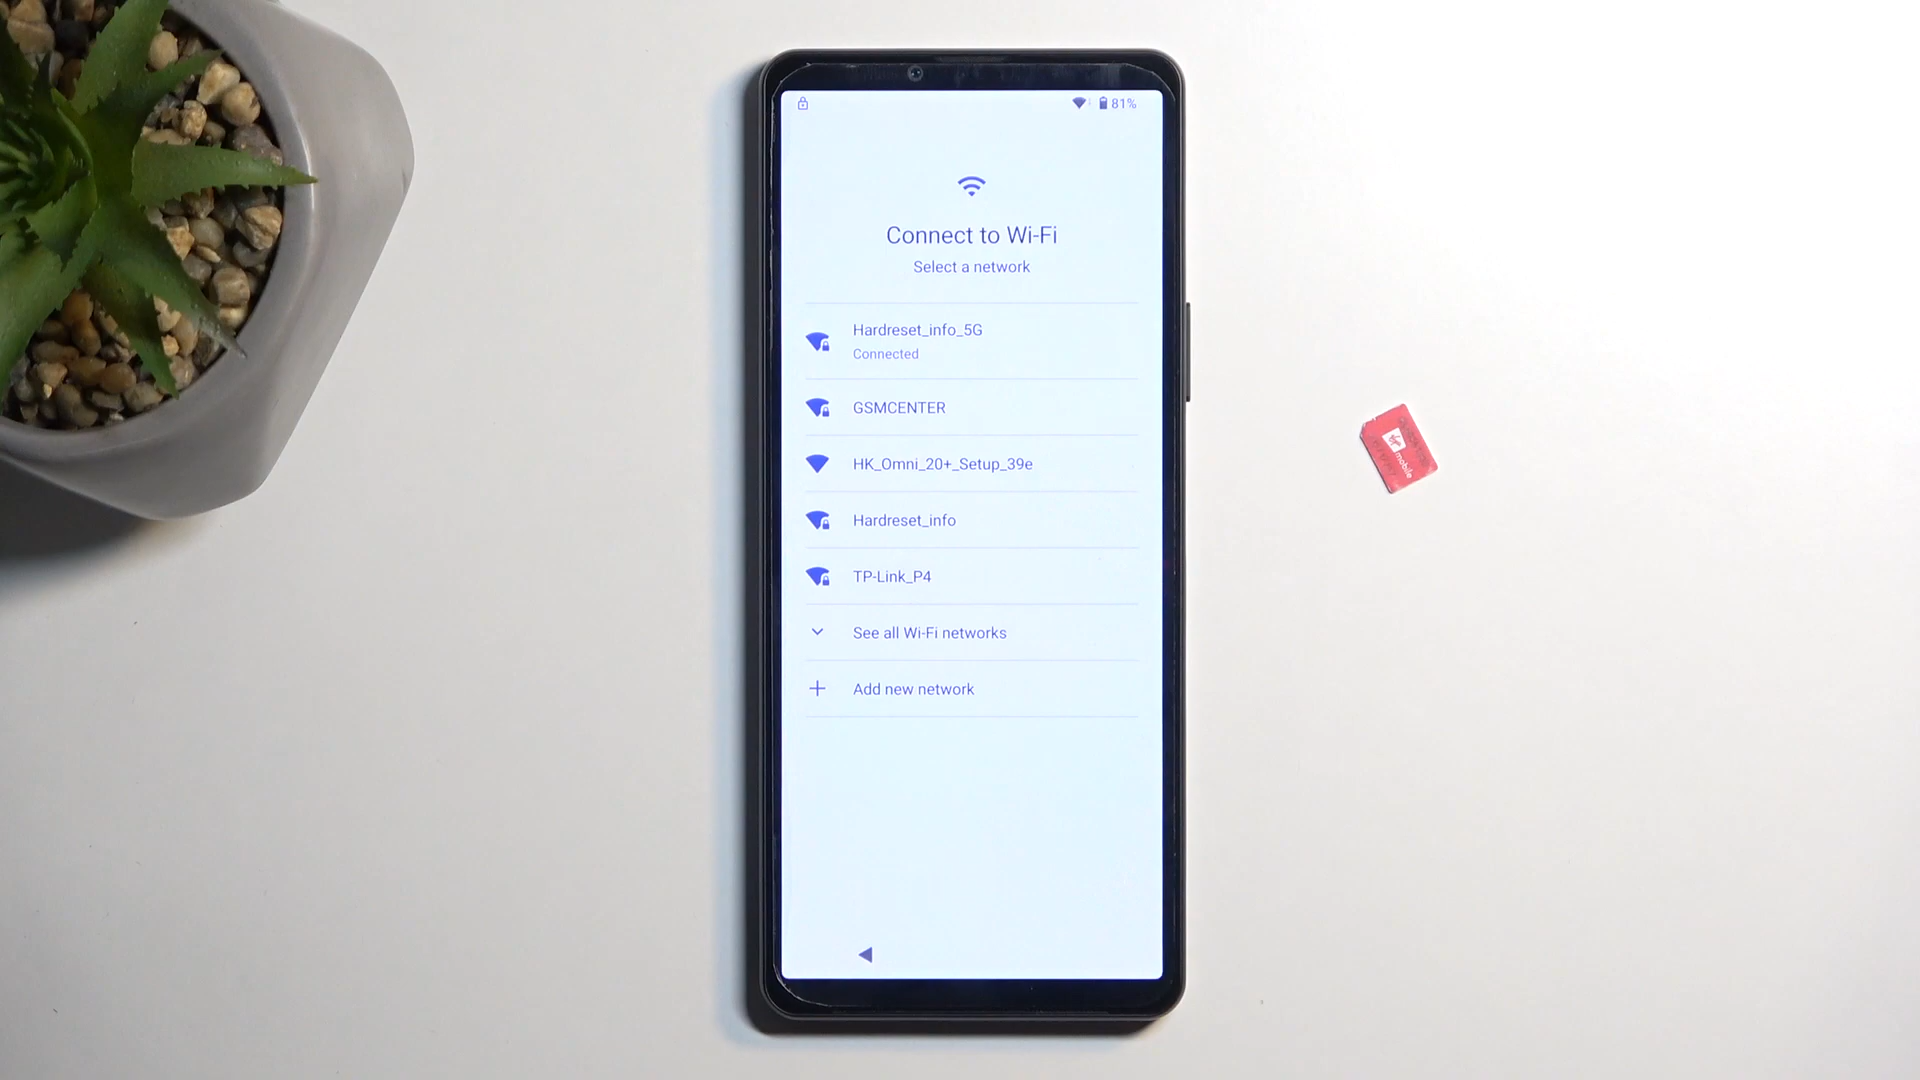 81%
Connect to Wi-Fi
Select a network
Hardreset_info_5G
Connected
GSMCENTER
HK_Omni_20+_Setup_39e
Hardreset_info
TP-Link_P4
See all Wi-Fi networks
Add new network
mobile